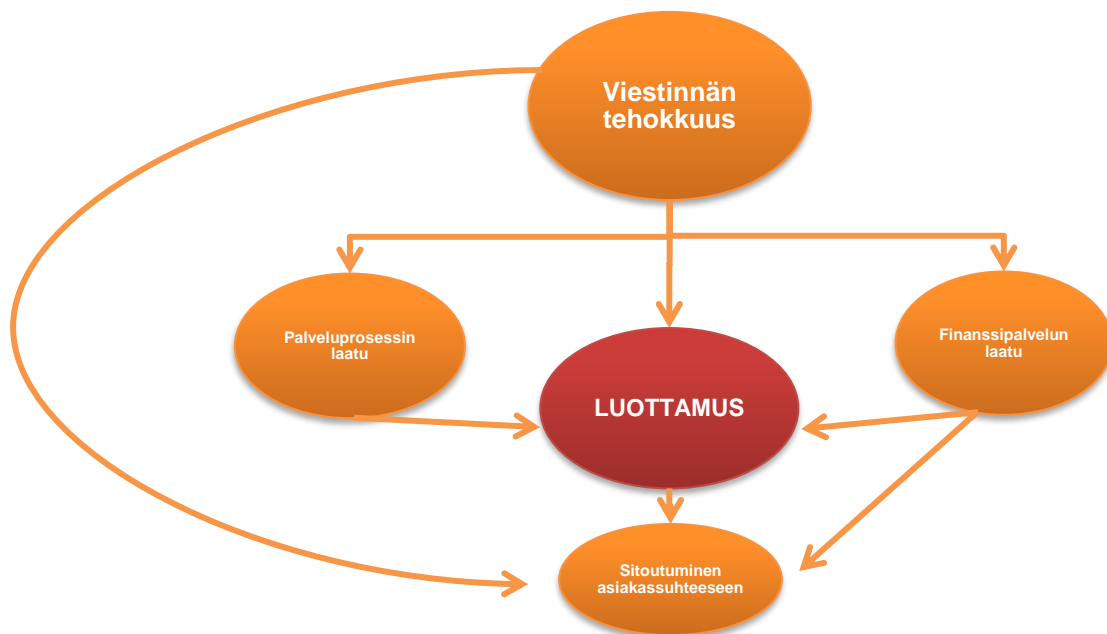 Viestinnän
tehokkuus
Palveluprosessin
laatu
LUOTTAMUS
Finanssipalvelun
laatu
Sitoutuminen
asiakassuhteeseen